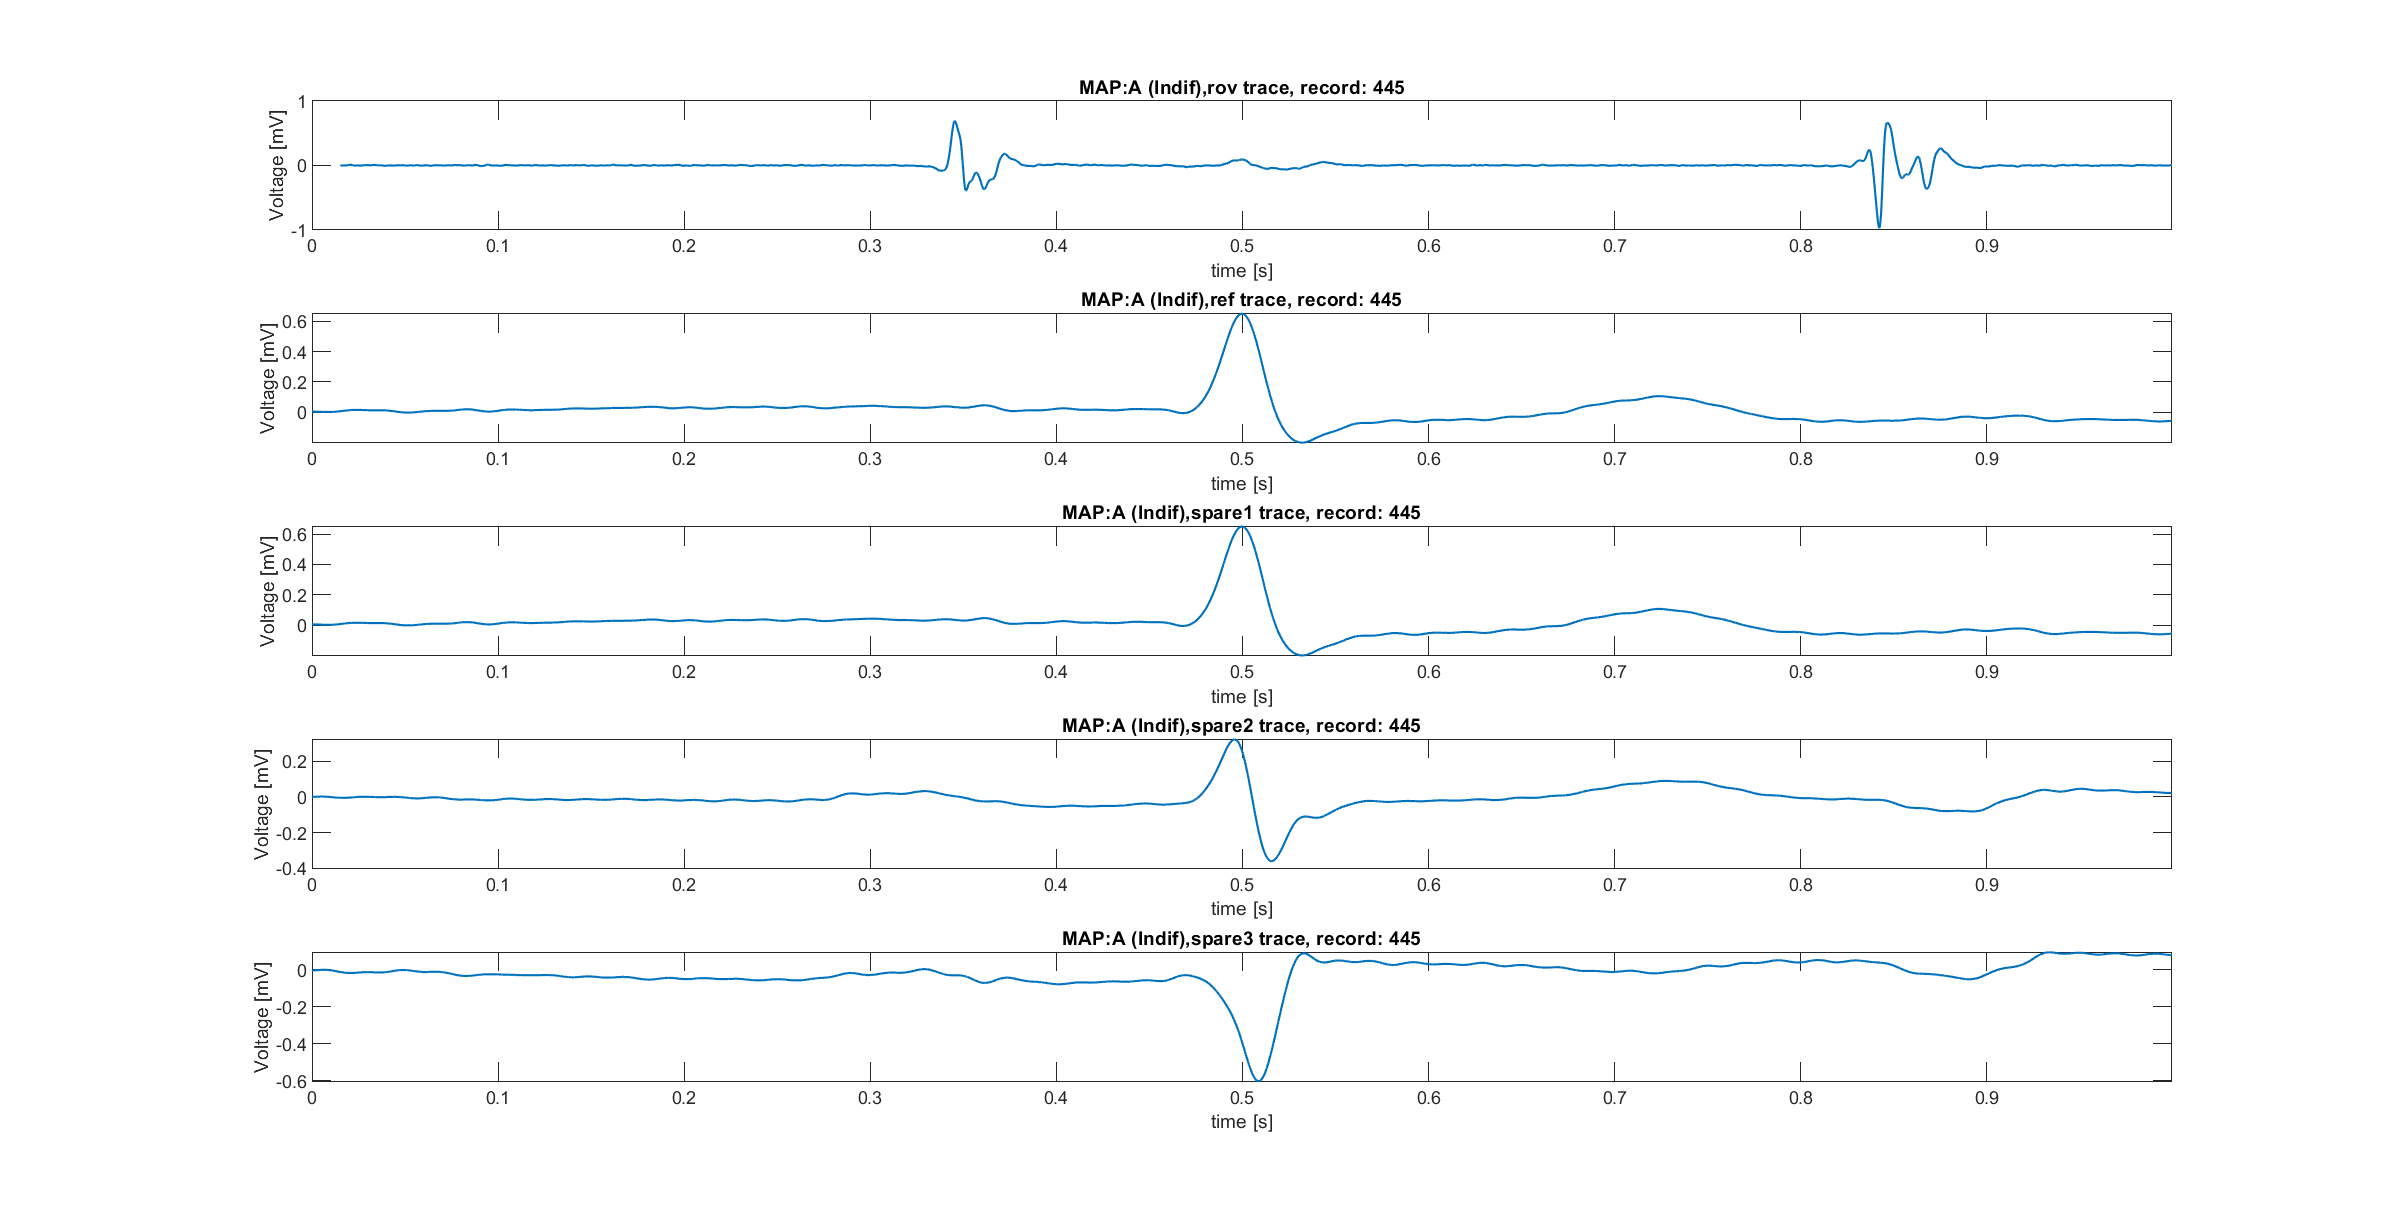 MAP:A (Indif),rov trace, record: 445
Voltage [mV]
1
0
-1
0 0.1 0.2 0.3 0.4 0.5 0.6 0.7 0.8 0.9
time [s]
MAP:A (Indif),ref trace, record: 445
Voltage [mV]
0.6
0.4
0.2
0
0 0.1 0.2 0.3 0.4 0.5 0.6 0.7 0.8 0.9
time [s]
MAP:A (Indif),spare1 trace, record: 445
Voltage [mV]
0.6
0.4
0.2
0
0 0.1 0.2 0.3 0.4 0.5 0.6 0.7 0.8 0.9
time [s]
MAP:A (Indif),spare2 trace, record: 445
Voltage [mV]
0.2
0
-0.2
-0.4
0 0.1 0.2 0.3 0.4 0.5 0.6 0.7 0.8 0.9
time [s]
MAP:A (Indif),spare3 trace, record: 445
Voltage [mV]
0
-0.2
-0.4
-0.6
0 0.1 0.2 0.3 0.4 0.5 0.6 0.7 0.8 0.9
time [s]